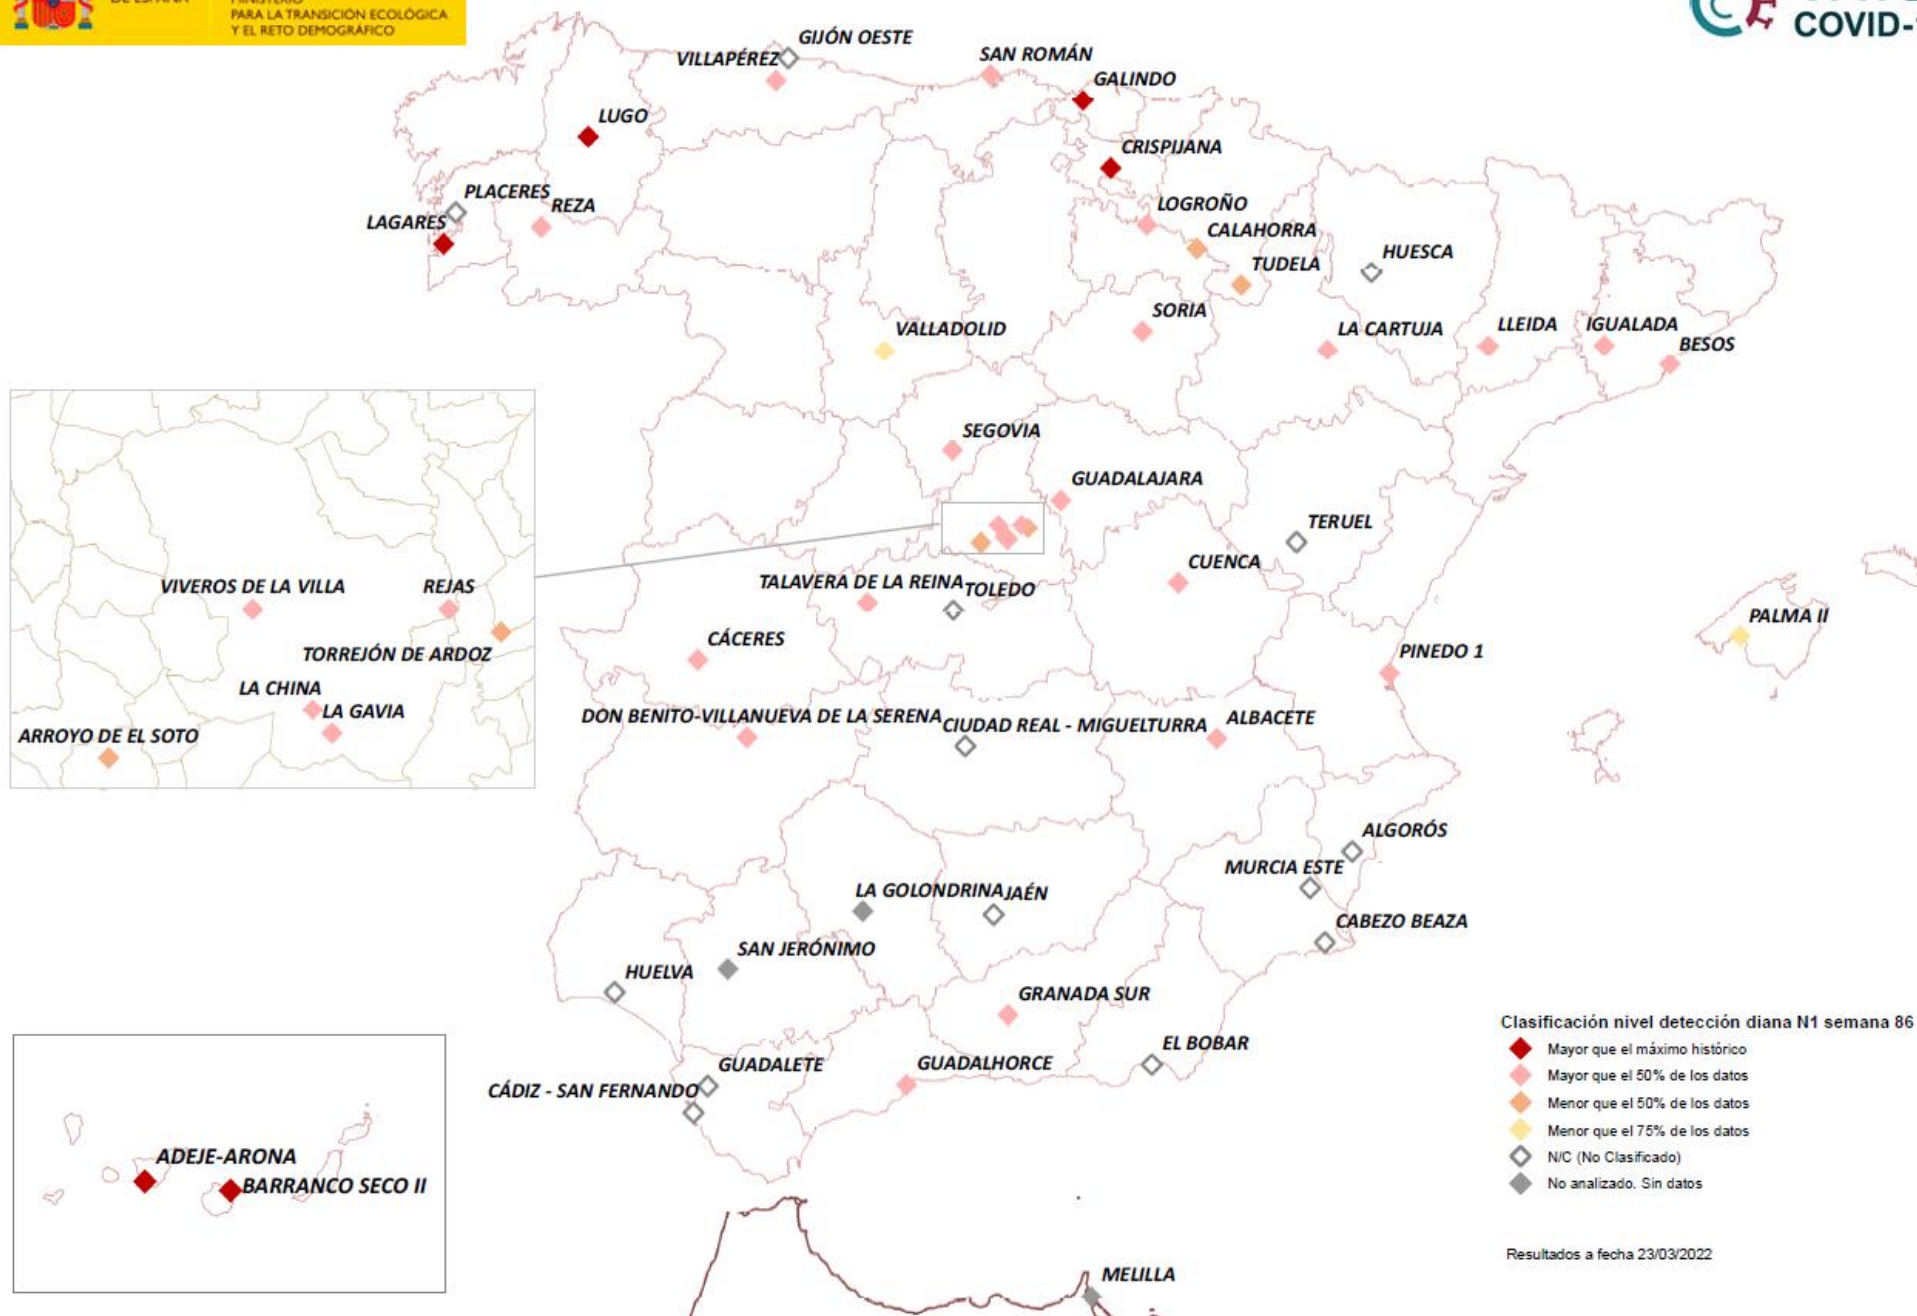 DE ESPAÑA
MINISTERIO
PARA LA TRANSICIÓN ECOLÓGICA
Y EL RETO DEMOGRÁFICO
GIJÓN OESTE
VILLAPÉREZ
SAN ROMÁN
GALINDO
LUGO
CRISPIJANA
PLACERES
REZA
LAGARES
LOGROÑO
CALAHORRA
TUDELA
HUESCA
SORIA
VALLADOLID
LA CARTUJA
LLEIDA
IGUALADA
BESOS
SEGOVIA
GUADALAJARA
TERUEL
CUENCA
TALAVERA DE LA REINA
TOLEDO
VIVEROS DE LA VILLA
REJAS
TORREJÓN DE ARDOZ
LA CHINA
LA GAVIA
ARROYO DE EL SOTO
PALMA II
CÁCERES
PINEDO 1
DON BENITO-VILLANUEVA DE LA SERENA
CIUDAD REAL - MIGUELTURRA
ALBACETE
ALGORÓS
MURCIA ESTE
LA GOLONDRINA
JAÉN
CABEZO BEAZA
SAN JERÓNIMO
HUELVA
GRANADA SUR
EL BOBAR
GUADALETE
GUADALHORCE
CÁDIZ - SAN FERNANDO
ADEJE-ARONA
BARRANCO SECO II
MELILLA
Clasificación nivel detección diana N1 semana 86
Mayor que el máximo histórico
Mayor que el 50% de los datos
Menor que el 50% de los datos
Menor que el 75% de los datos
N/C (No Clasificado)
No analizado. Sin datos
Resultados a fecha 23/03/2022